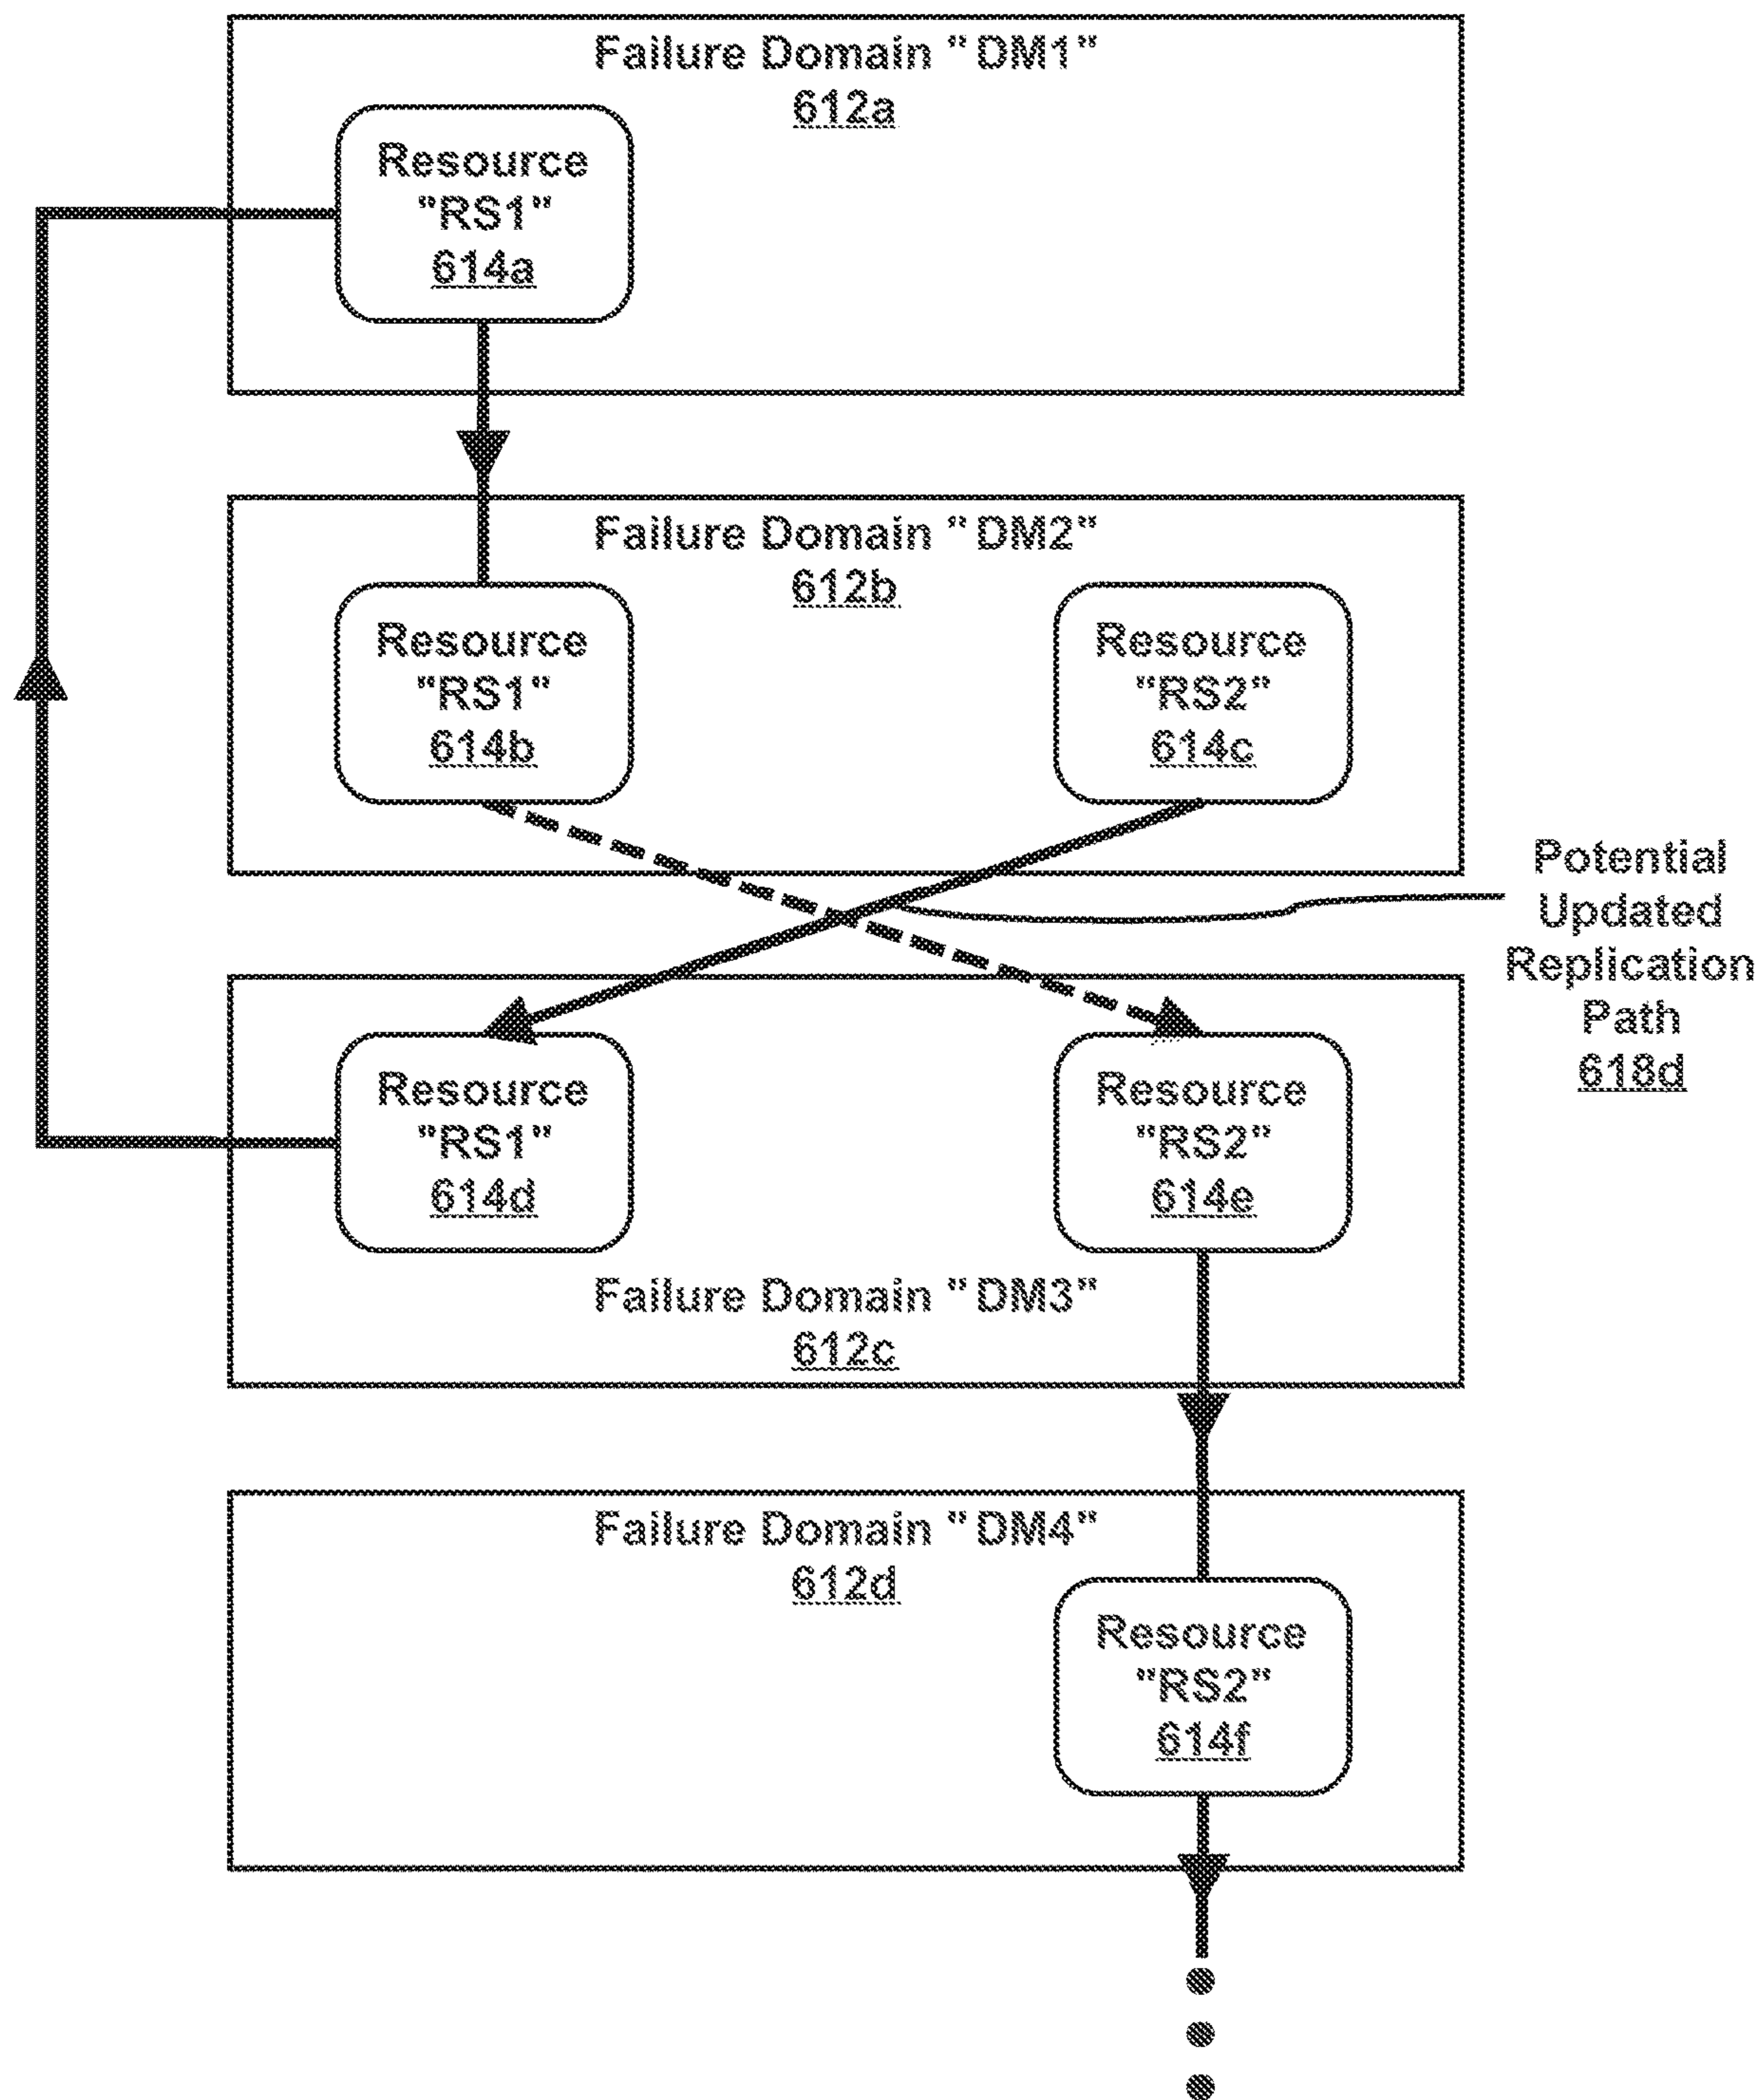 Failure Domain "DM1"
612a
Resource
"RS1"
614a
Failure Domain "DM2"
612b
Resource
"RS1"
614b
Resource
"RS2"
614c
Potential
Updated
Replication
Path
618d
Resource
"RS1"
614d
Resource
"RS2"
614e
Failure Domain "DM3"
612c
Failure Domain "DM4"
612d
Resource
"RS2"
614f